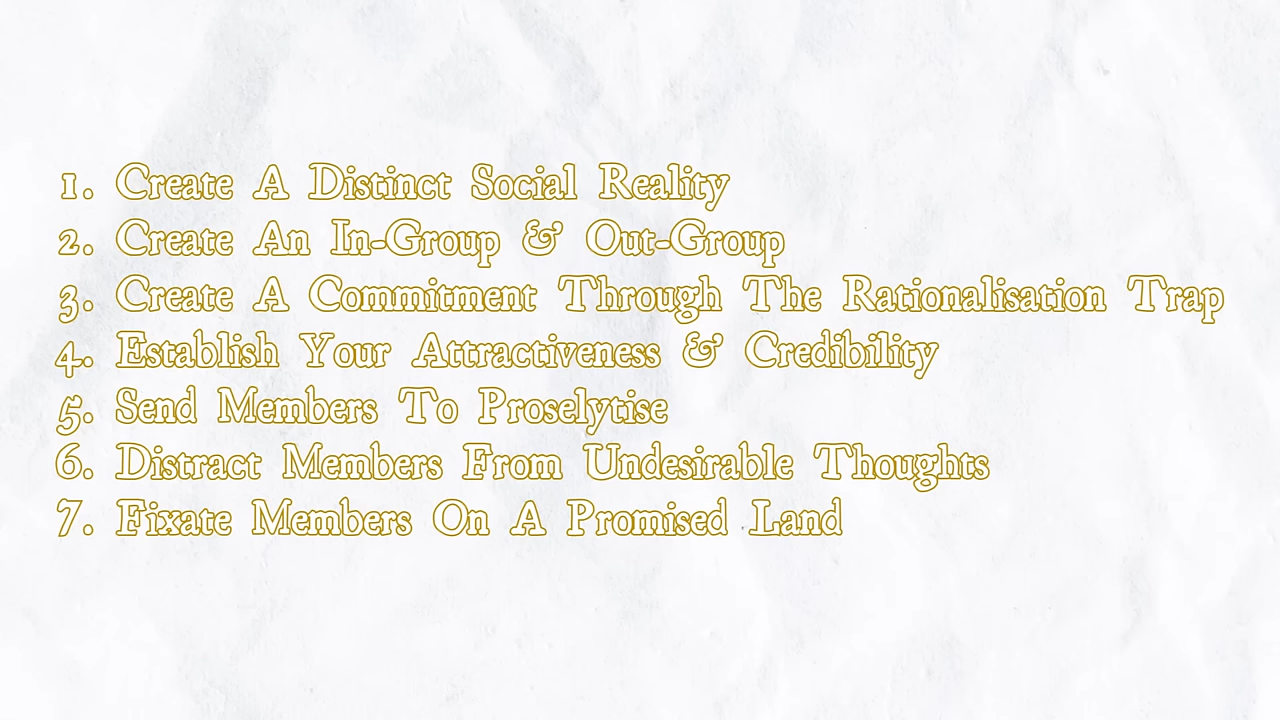 1. Create A Distinct Social Reality
2. Create An In-Group & Out-Group
3. Create A Commitment Through The Rationalisation Trap
4. Establish Your Attractiveness & Credibility
5. Send Members To Proselytise
6. Distract Members From Undesirable Thoughts
7. Fixate Members On A Promised Land